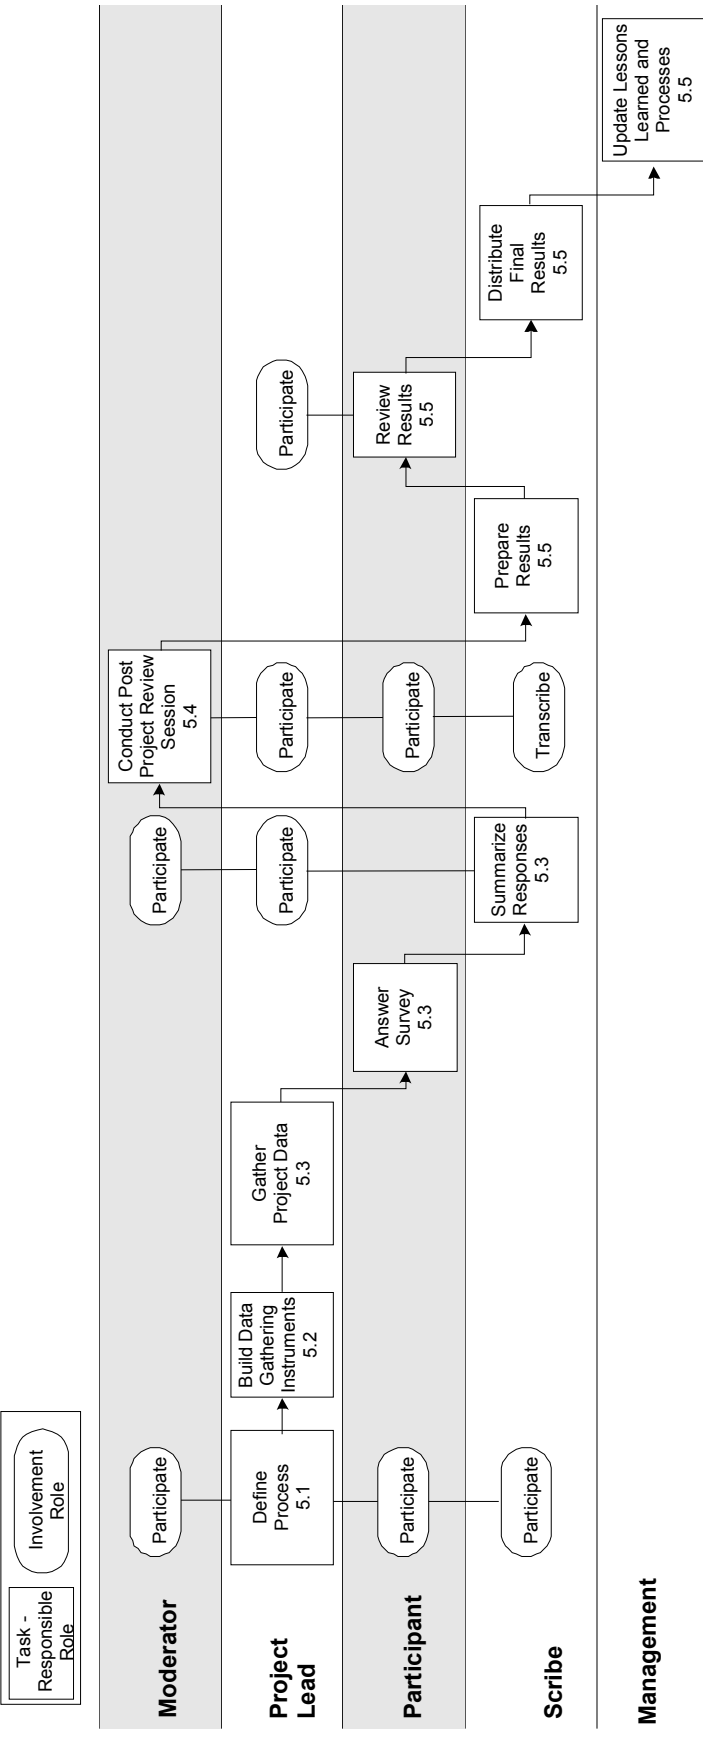 Task -
Responsible
Role
Involvement
Role
Moderator
Participate
Participate
Conduct Post
Project Review
Session
5.4
Project
Lead
Define
Process
5.1
Build Data
Gathering
Instruments
5.2
Gather
Project Data
5.3
Participate
Participate
Participate
Participant
Participate
Answer
Survey
5.3
Participate
Review
Results
5.5
Scribe
Participate
Summarize
Responses
5.3
Transcribe
Prepare
Results
5.5
Distribute
Final
Results
5.5
Management
Update Lessons
Learned and
Processes
5.5